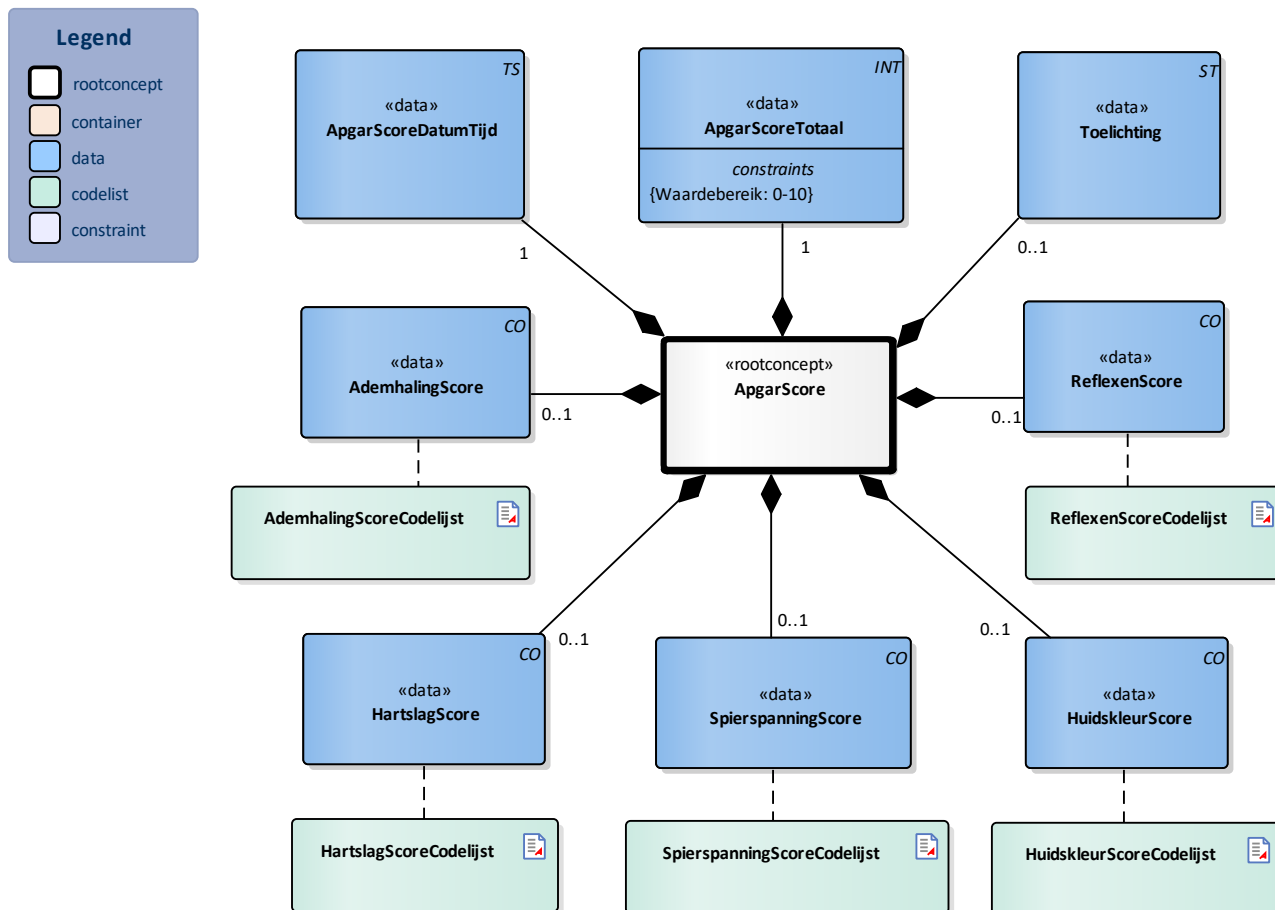 Legend
rootconcept
container
data
codelist
constraint
TS
«data»
ApgarScoreDatumTijd
INT
«data»
ApgarScoreTotaal
constraints
{Waardebereik: 0-10}
ST
«data»
Toelichting
1
1
0..1
CO
«data»
AdemhalingScore
0..1
«rootconcept»
ApgarScore
CO
«data»
ReflexenScore
0..1
AdemhalingScoreCodelijst
ReflexenScoreCodelijst
0..1
0..1
0..1
CO
«data»
HartslagScore
CO
«data»
SpierspanningScore
CO
«data»
HuidskleurScore
HartslagScoreCodelijst
SpierspanningScoreCodelijst
HuidskleurScoreCodelijst